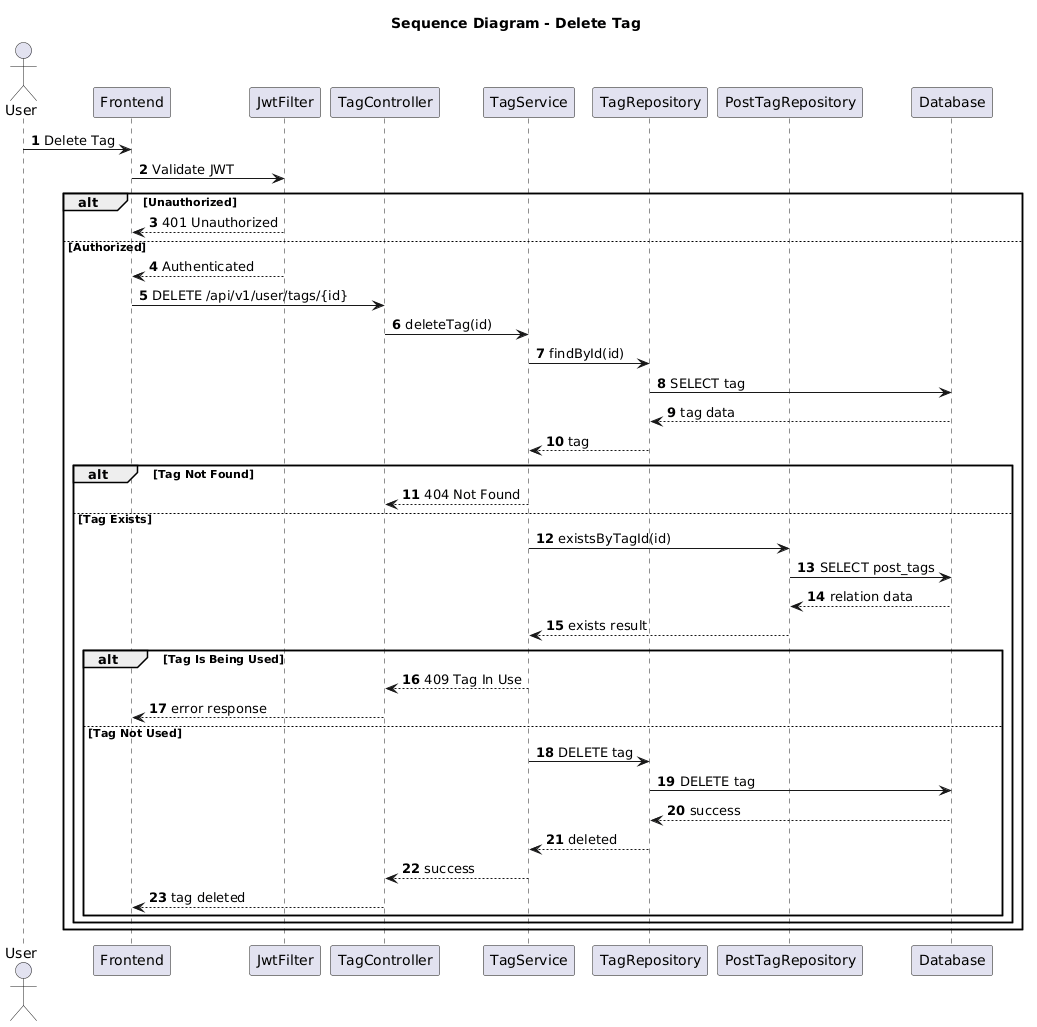 Sequence Diagram - Delete Tag
User
Frontend
JwtFilter
TagController
TagService
TagRepository
PostTagRepository
Database
1 Delete Tag
2 Validate JWT
alt [Unauthorized]
3 401 Unauthorized
[Authorized]
4 Authenticated
5 DELETE /api/v1/user/tags/{id}
6 deleteTag(id)
7 findById(id)
8 SELECT tag
9 tag data
10 tag
alt [Tag Not Found]
11 404 Not Found
[Tag Exists]
12 existsByTagId(id)
13 SELECT post_tags
14 relation data
15 exists result
alt [Tag Is Being Used]
16 409 Tag In Use
17 error response
[Tag Not Used]
18 DELETE tag
19 DELETE tag
20 success
21 deleted
22 success
23 tag deleted
User
Frontend
JwtFilter
TagController
TagService
TagRepository
PostTagRepository
Database